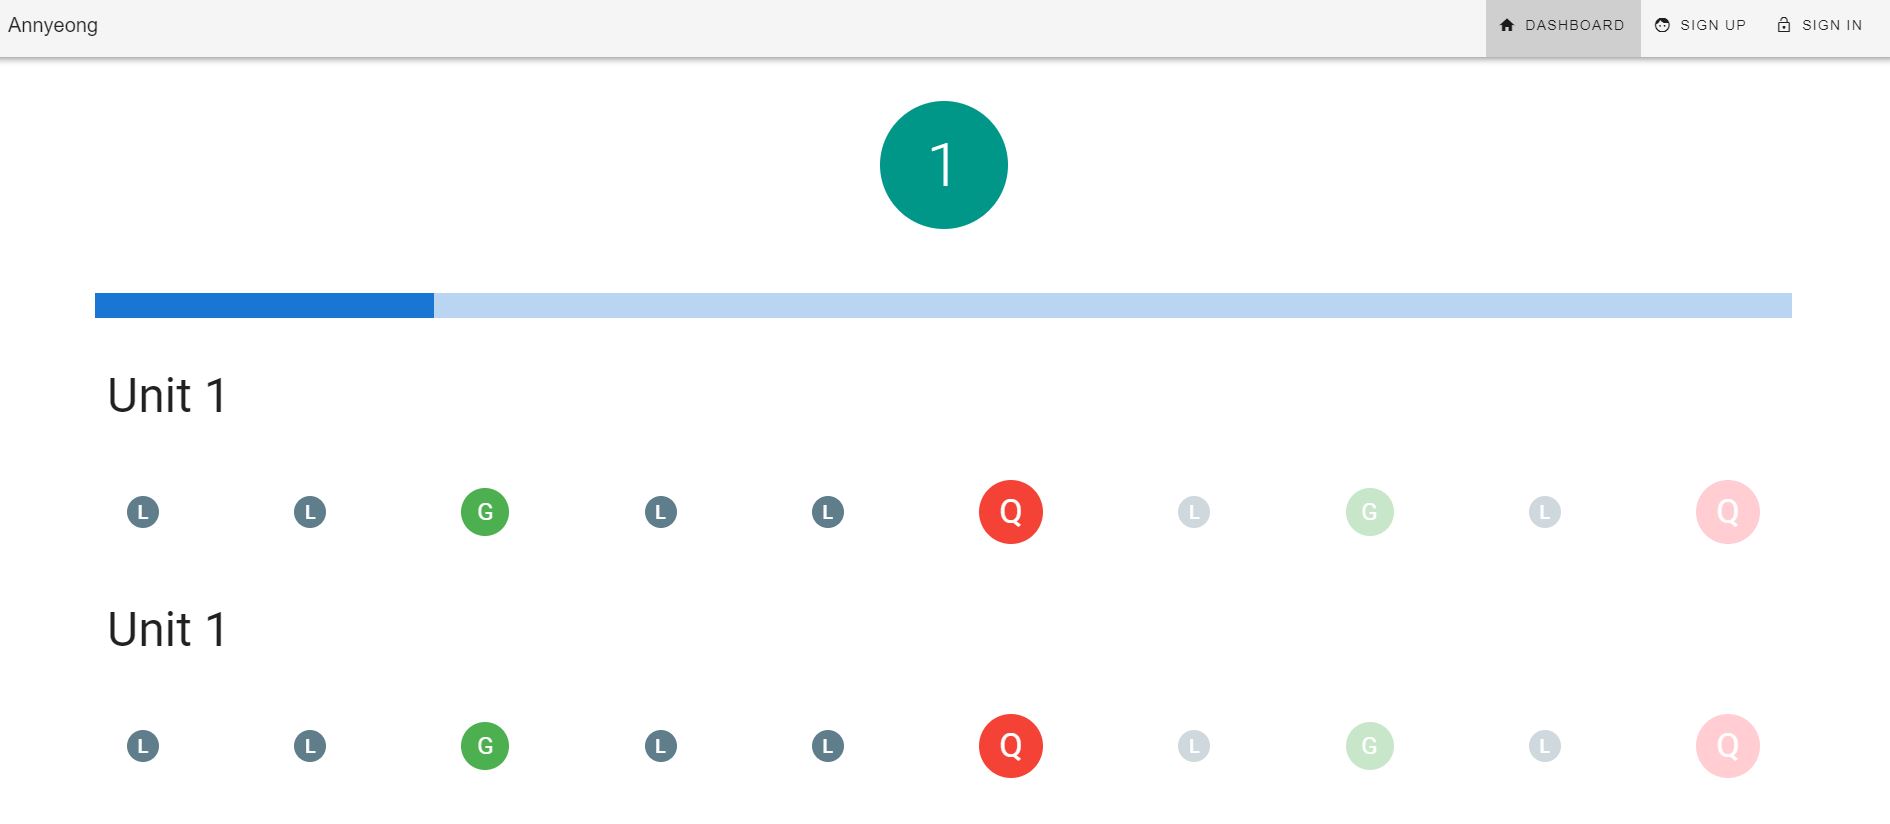 Annyeong DASHBOARD SIGN UP SIGN IN
1
Unit 1
L L G L L Q L G L Q
Unit 1
L L G L L Q L G L Q